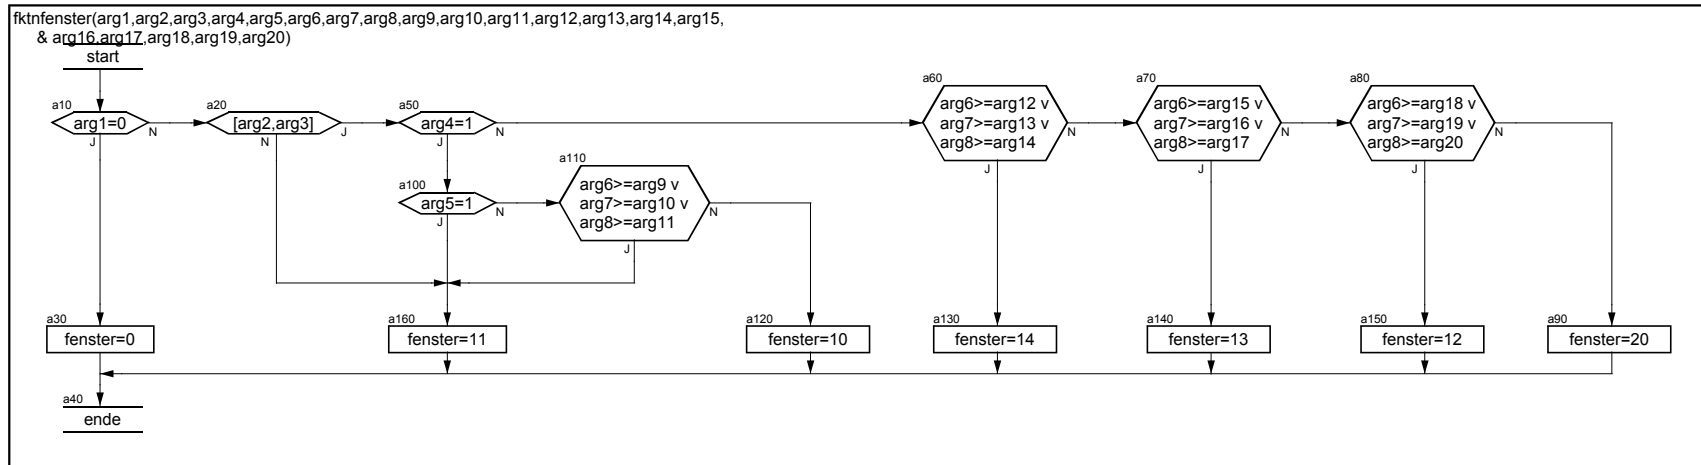 fktnfenster(arg1,arg2,arg3,arg4,arg5,arg6,arg7,arg8,arg9,arg10,arg11,arg12,arg13,arg14,arg15,
& arg16,arg17,arg18,arg19,arg20)
start
a10
arg1=0
N
J
a20
[arg2,arg3]
J
N
a50
arg4=1
N
J
a60
arg6>=arg12 v
arg7>=arg13 v
arg8>=arg14
N
J
a70
arg6>=arg15 v
arg7>=arg16 v
arg8>=arg17
N
J
a80
arg6>=arg18 v
arg7>=arg19 v
arg8>=arg20
N
J
a100
arg5=1
N
J
a110
arg6>=arg9 v
arg7>=arg10 v
arg8>=arg11
N
J
a30
fenster=0
a160
fenster=11
a120
fenster=10
a130
fenster=14
a140
fenster=13
a150
fenster=12
a90
fenster=20
a40
ende